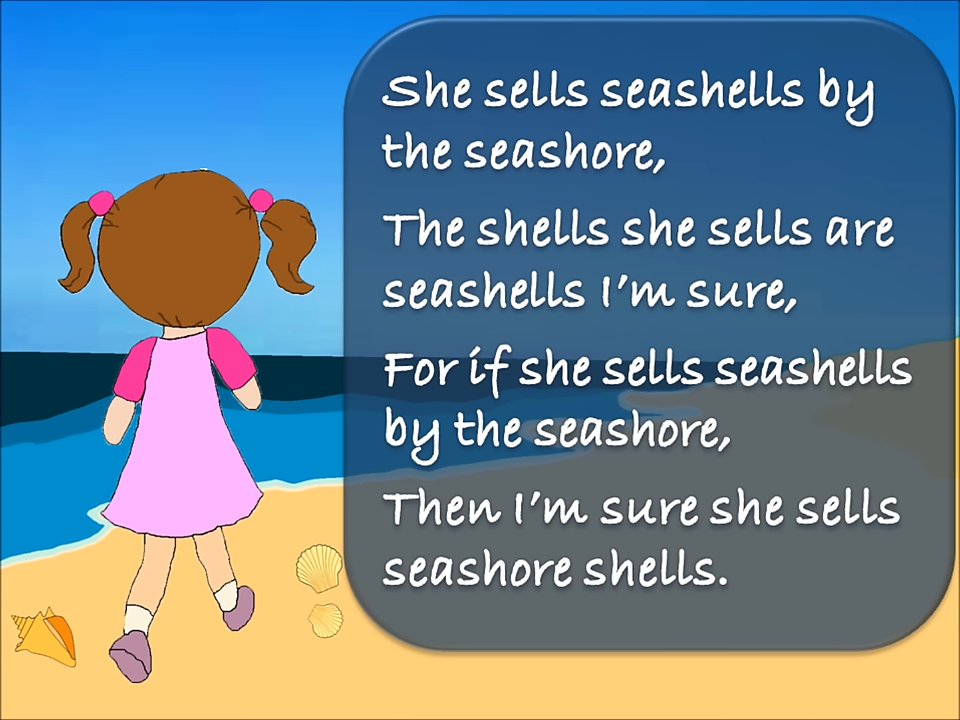 She sells seashells by
the seashore,
The shells she sells are
seashells I'm sure,
For if she sells seashells
by the seashore,
Then I'm sure she sells
seashore shells.